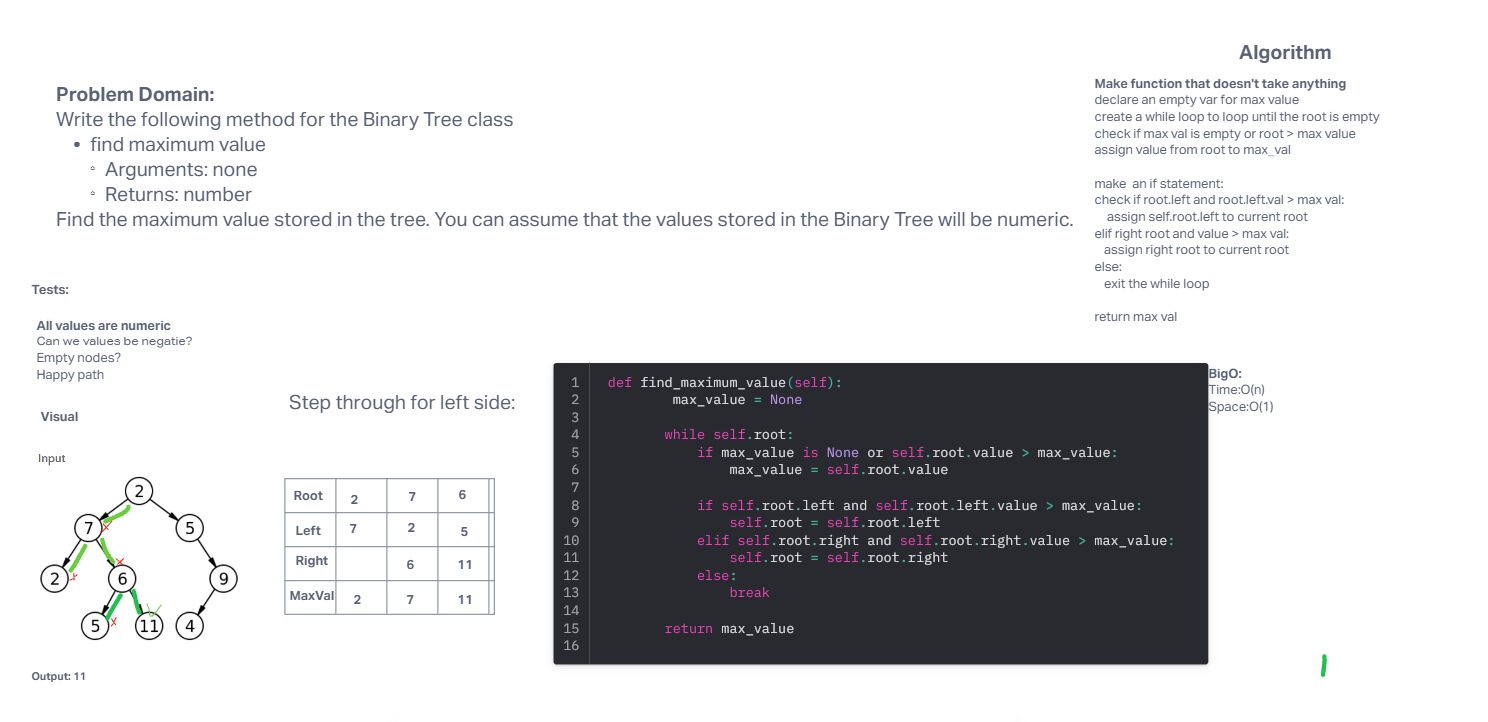 Problem Domain:
Write the following method for the Binary Tree class
• find maximum value
◦ Arguments: none
◦ Returns: number
Find the maximum value stored in the tree. You can assume that the values stored in the Binary Tree will be numeric.
Algorithm
Make function that doesn't take anything
declare an empty var for max value
create a while loop to loop until the root is empty
check if max val is empty or root > max value
assign value from root to max_val
make an if statement:
check if root.left and root.left.val > max val:
assign self.root.left to current root
elif right root and value > max val:
assign right root to current root
else:
exit the while loop
return max val
Tests:
All values are numeric
Can we values be negatie?
Empty nodes?
Happy path
Visual
Input
2
7 5
2 6 9
5 11 4
Output: 11
Step through for left side:
Root 2 7 6
Left 7 2 5
Right 6 11
MaxVal 2 7 11
1 def find_maximum_value(self):
2 max_value = None
3
4 while self.root:
5 if max_value is None or self.root.value > max_value:
6 max_value = self.root.value
7
8 if self.root.left and self.root.left.value > max_value:
9 self.root = self.root.left
10 elif self.root.right and self.root.right.value > max_value:
11 self.root = self.root.right
12 else:
13 break
14
15 return max_value
16
BigO:
Time:O(n)
Space:O(1)